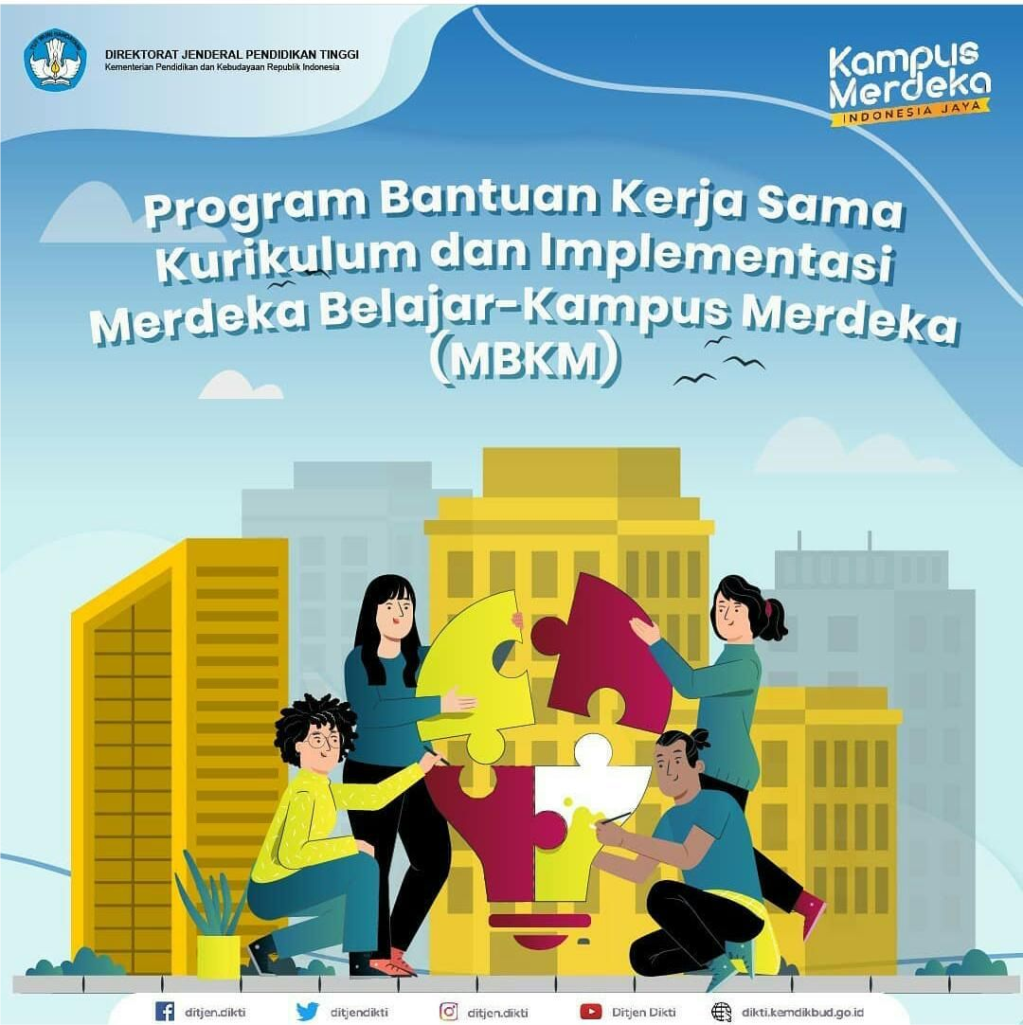 DIREKTORAT JENDERAL PENDIDIKAN TINGGI
Kementerian Pendidikan dan Kebudayaan Republik Indonesia
Kampus
Merdeka
INDONESIA JAYA
Program Bantuan Kerja Sama
Kurikulum dan Implementasi
Merdeka Belajar-Kampus Merdeka
(MBKM)
ditjen.dikti
ditjendikti
ditjen.dikti
Ditjen Dikti
dikti.kemdikbud.go.id